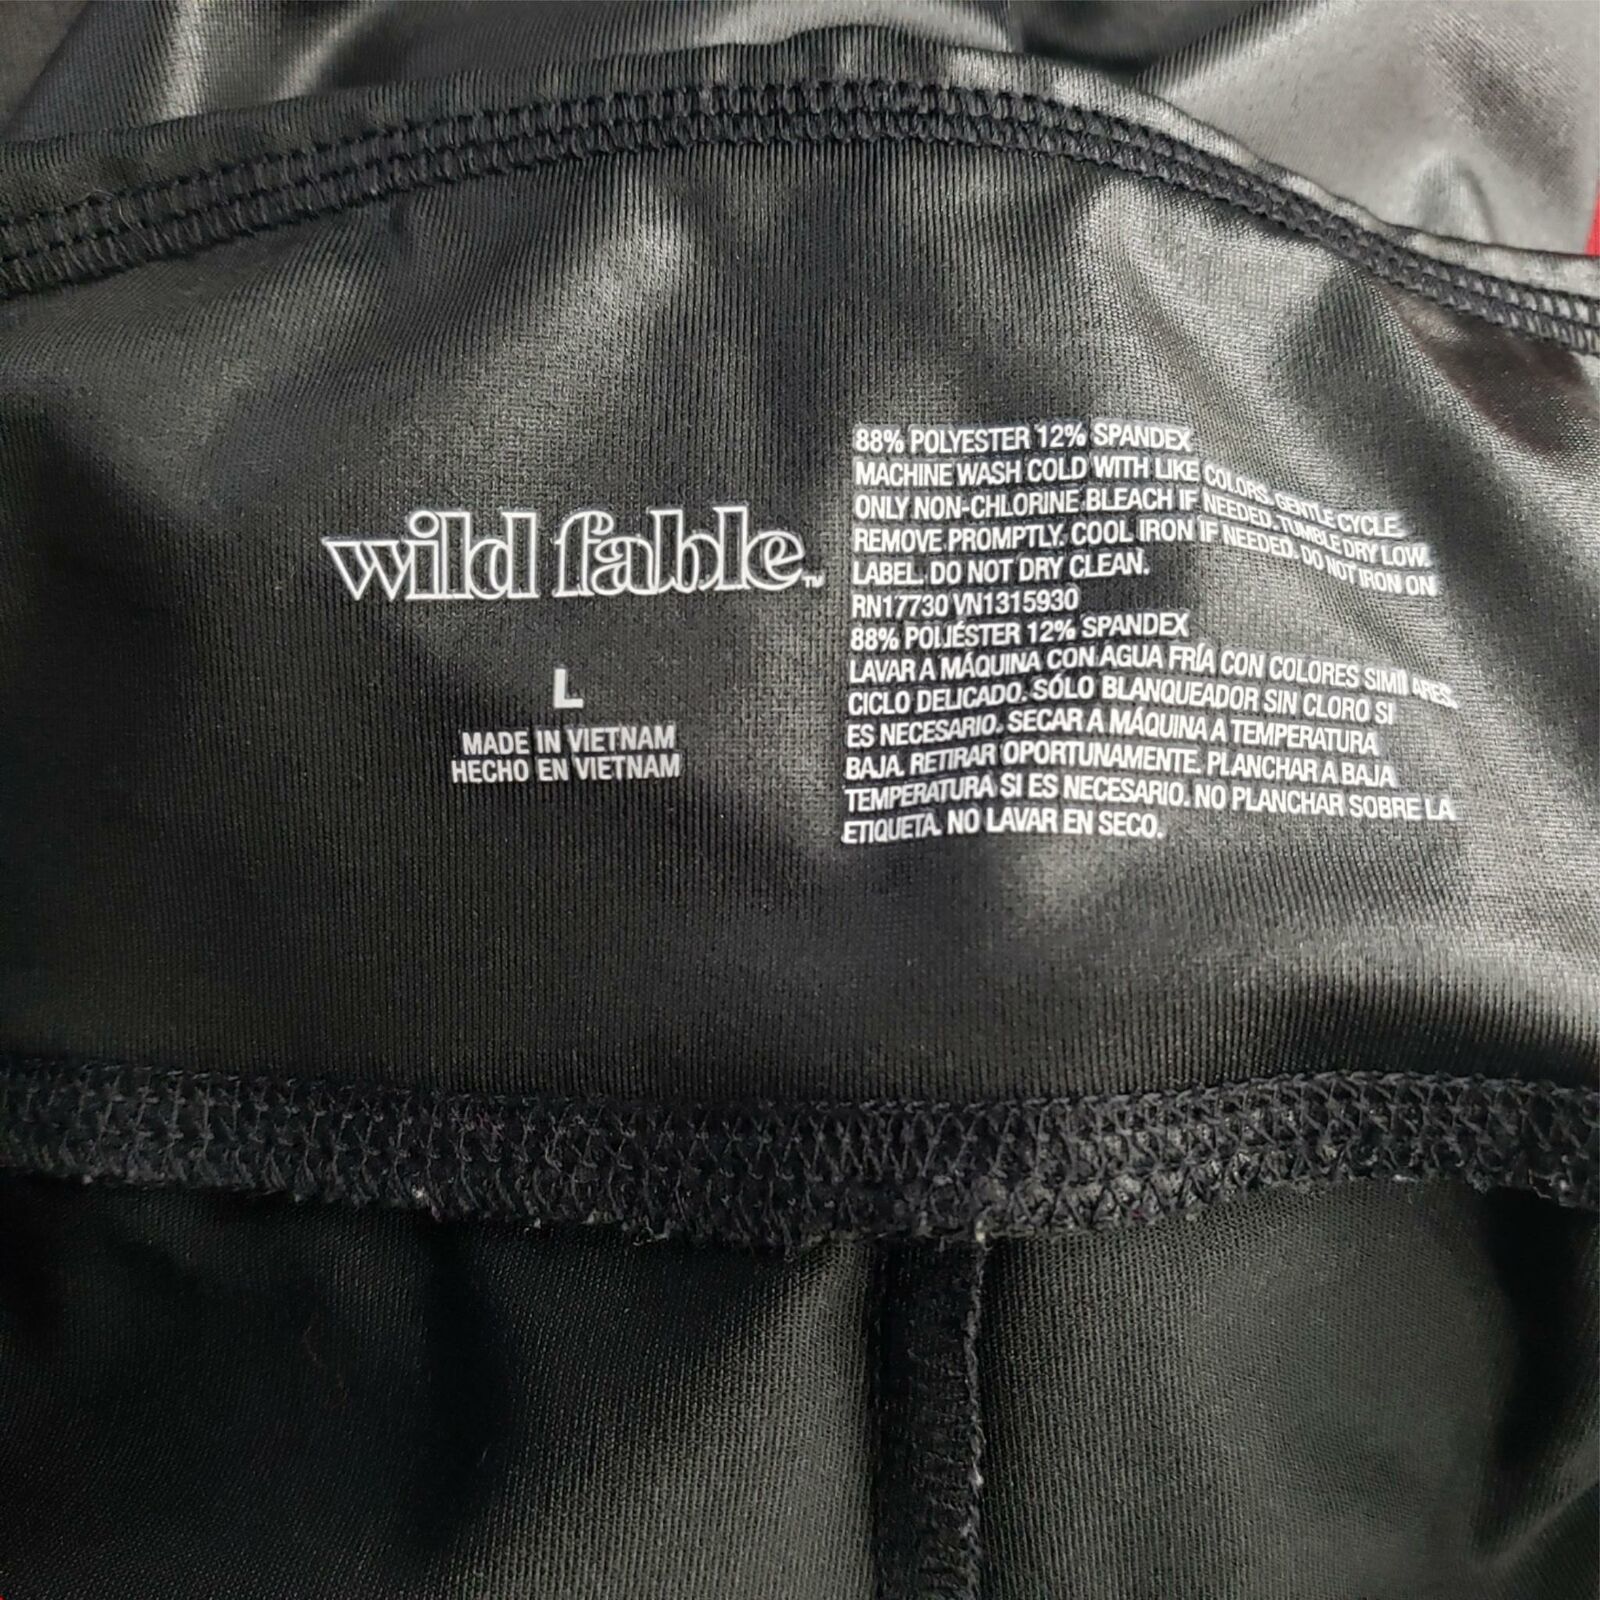 wild fable™
L
MADE IN VIETNAM
HECHO EN VIETNAM
88% POLYESTER 12% SPANDEX
MACHINE WASH COLD WITH LIKE COLORS. GENTLE CYCLE.
ONLY NON-CHLORINE BLEACH IF NEEDED. TUMBLE DRY LOW.
REMOVE PROMPTLY. COOL IRON IF NEEDED. DO NOT IRON ON
LABEL. DO NOT DRY CLEAN.
RN17730 VN1315930
88% POLIÉSTER 12% SPANDEX
LAVAR A MÁQUINA CON AGUA FRÍA CON COLORES SIMILARES.
CICLO DELICADO. SÓLO BLANQUEADOR SIN CLORO SI
ES NECESARIO. SECAR A MÁQUINA A TEMPERATURA
BAJA. RETIRAR OPORTUNAMENTE. PLANCHAR A BAJA
TEMPERATURA SI ES NECESARIO. NO PLANCHAR SOBRE LA
ETIQUETA. NO LAVAR EN SECO.